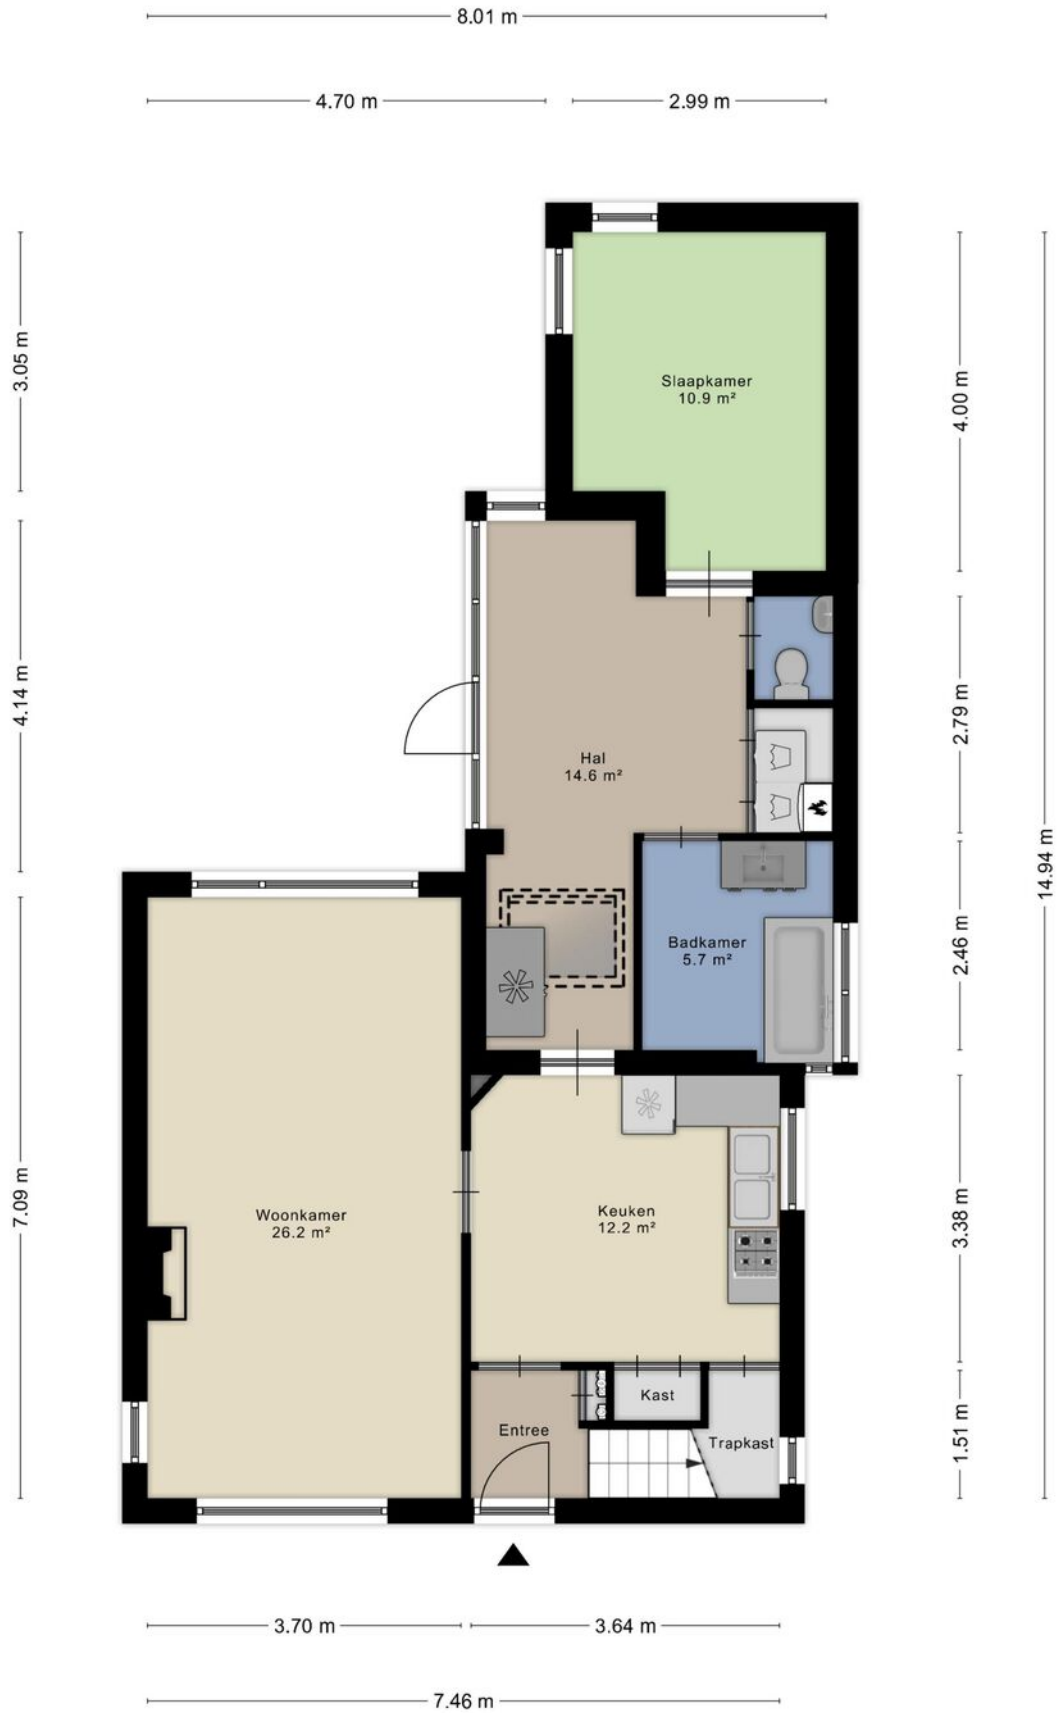 8.01 m
4.70 m
2.99 m
3.05 m
4.00 m
Slaapkamer
10.9 m²
4.14 m
2.79 m
Hal
14.6 m²
14.94 m
2.46 m
Badkamer
5.7 m²
7.09 m
3.38 m
Woonkamer
26.2 m²
Keuken
12.2 m²
Kast
Entree
Trapkast
1.51 m
3.70 m
3.64 m
7.46 m